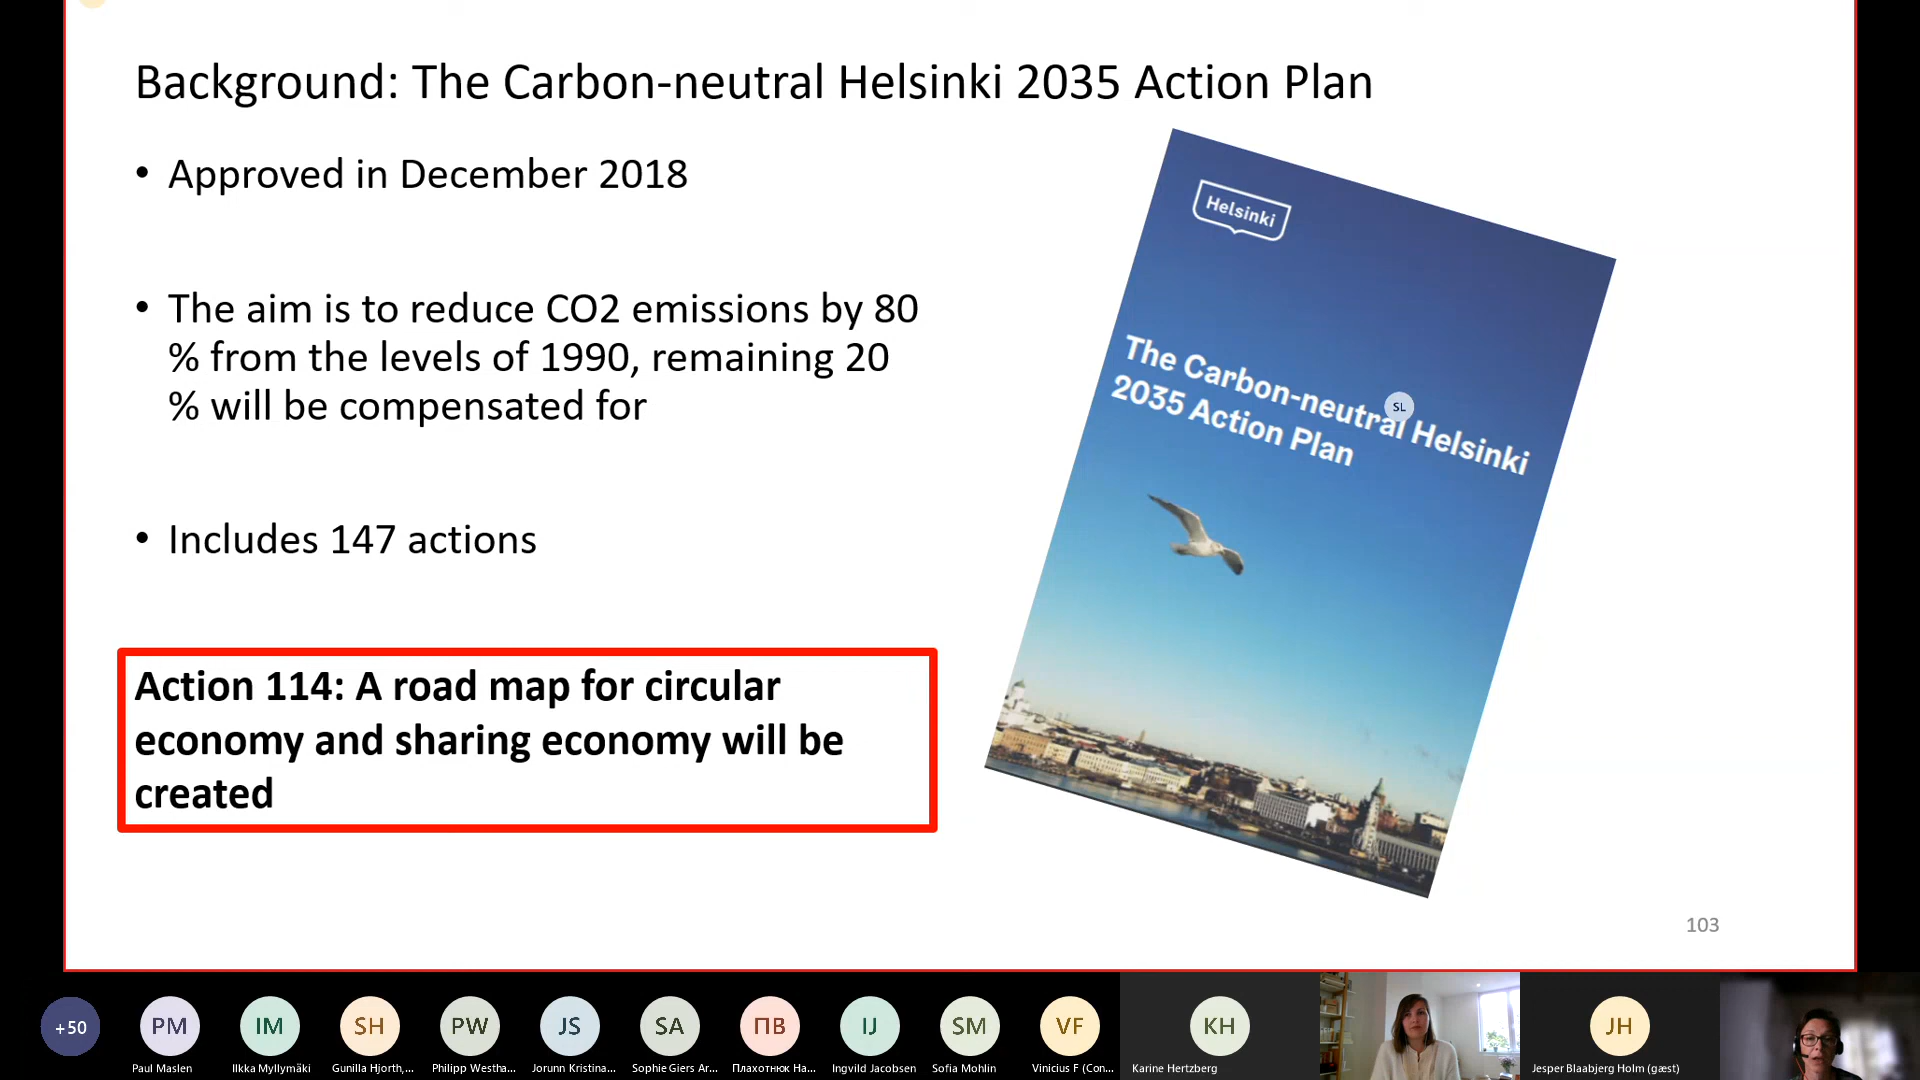 Background: The Carbon-neutral Helsinki 2035 Action Plan
• Approved in December 2018
• The aim is to reduce CO2 emissions by 80
% from the levels of 1990, remaining 20
% will be compensated for
• Includes 147 actions
Action 114: A road map for circular
economy and sharing economy will be
created
Helsinki
The Carbon-neutral Helsinki
2035 Action Plan
SL
103
+50
PM
IM
SH
PW
JS
SA
ПВ
IJ
SM
VF
KH
JH
Paul Maslen
Ilkka Myllymäki
Gunilla Hjorth,...
Philipp Westha...
Jorunn Kristina...
Sophie Giers Ar...
Плахотнюк На...
Ingvild Jacobsen
Sofia Mohlin
Vinicius F (Con...
Karine Hertzberg
Jesper Blaabjerg Holm (gæst)